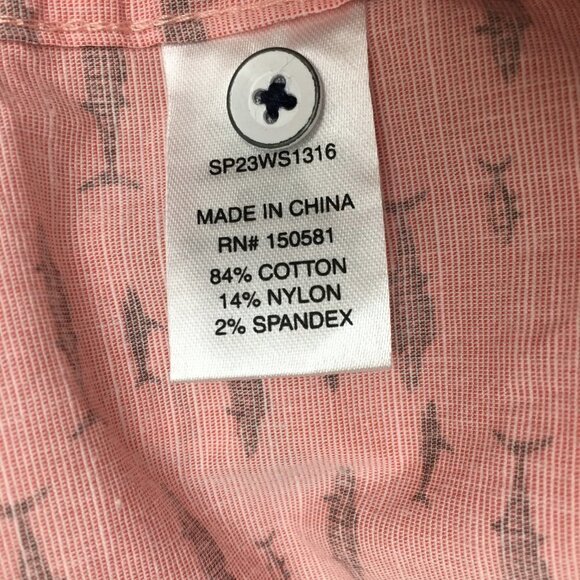 SP23WS1316
MADE IN CHINA
RN# 150581
84% COTTON
14% NYLON
2% SPANDEX